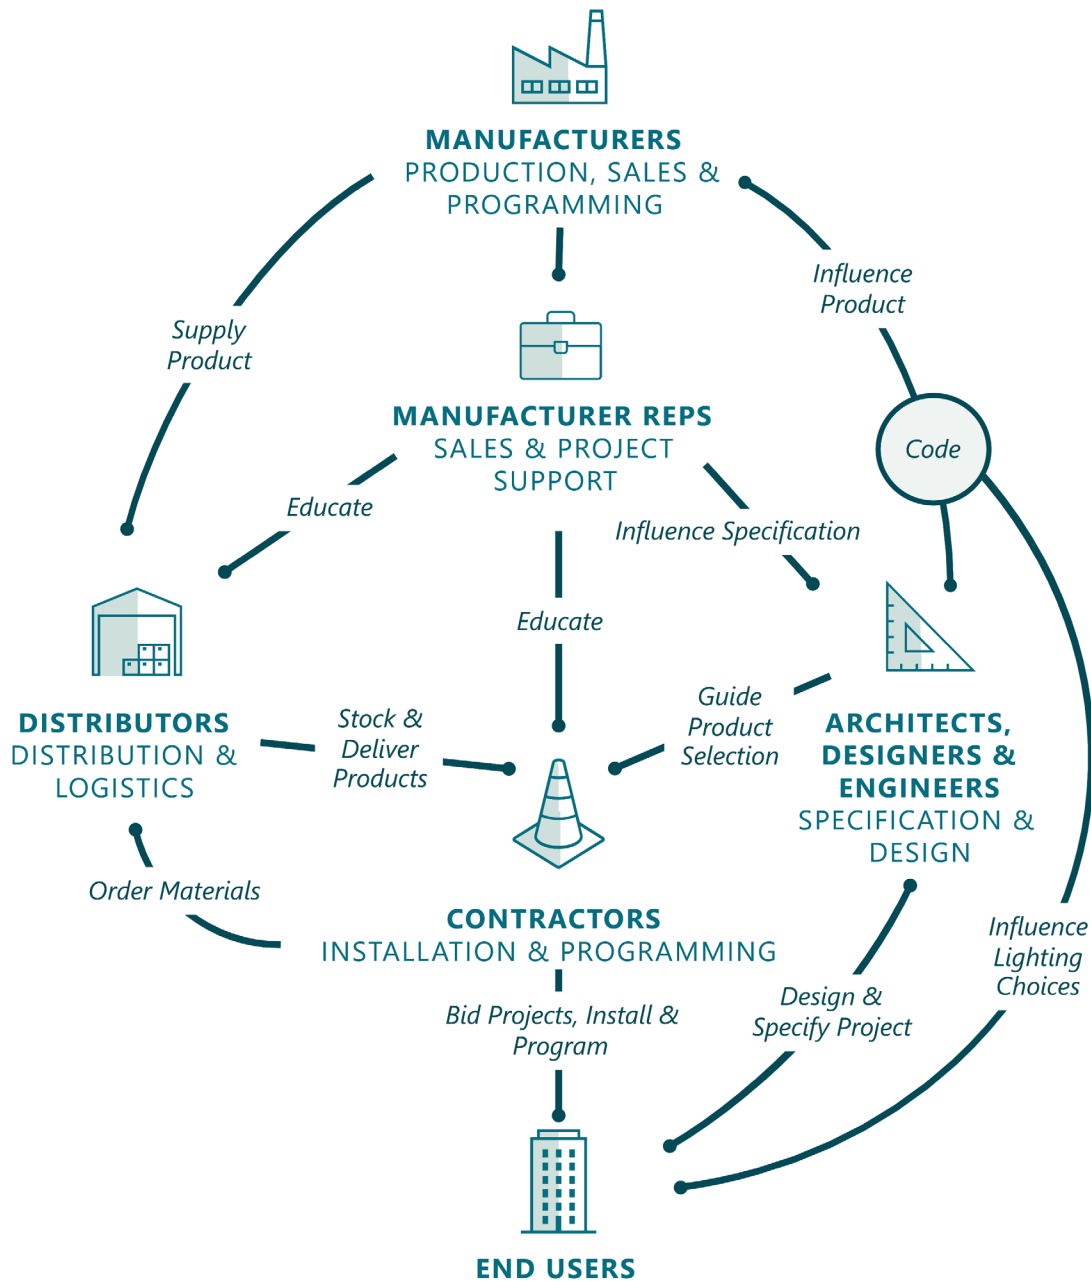 MANUFACTURERS
PRODUCTION, SALES &
PROGRAMMING
Influence
Product
Supply
Product
MANUFACTURER REPS
SALES & PROJECT
SUPPORT
Code
Educate
Influence Specification
Educate
DISTRIBUTORS
DISTRIBUTION &
LOGISTICS
Stock &
Deliver
Products
Guide
Product
Selection
ARCHITECTS,
DESIGNERS &
ENGINEERS
SPECIFICATION &
DESIGN
Order Materials
CONTRACTORS
INSTALLATION & PROGRAMMING
Influence
Lighting
Choices
Bid Projects, Install &
Program
Design &
Specify Project
END USERS